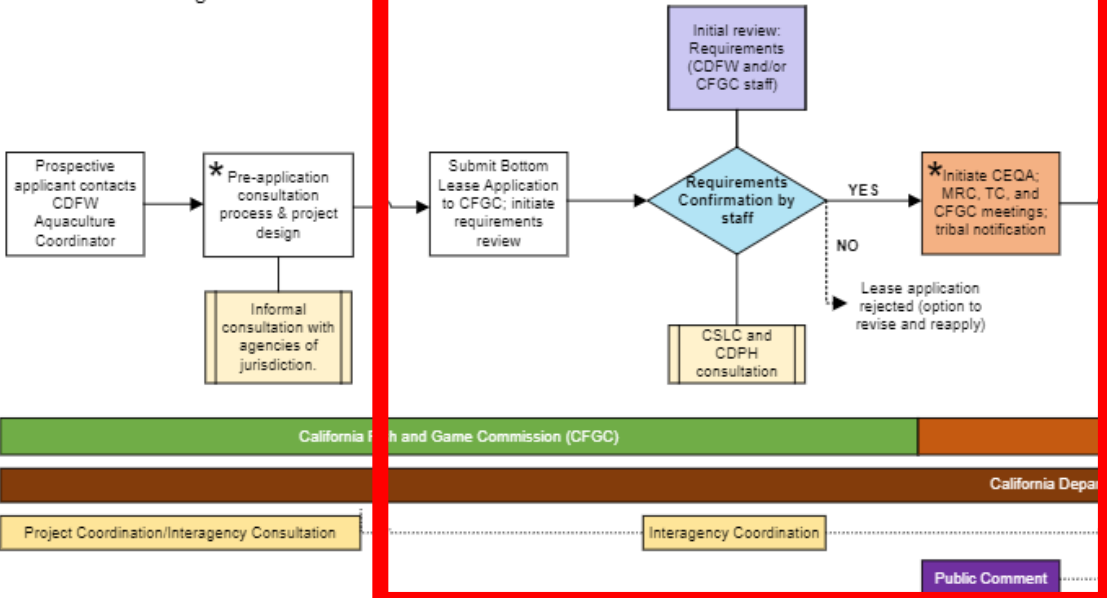 Initial review:
Requirements
(CDFW and/or
CFGC staff)
Prospective
applicant contacts
CDFW
Aquaculture
Coordinator
*
Pre-application
consultation
process & project
design
Submit Bottom
Lease Application
to CFGC; initiate
requirements
review
Requirements
Confirmation by
staff
YES
NO
*Initiate CEQA;
MRC, TC, and
CFGC meetings;
tribal notification
Lease application
rejected (option to
revise and reapply)
Informal
consultation with
agencies of
jurisdiction.
CSLC and
CDPH
consultation
California F h and Game Commission (CFGC)
California Depar
Project Coordination/Interagency Consultation
Interagency Coordination
Public Comment